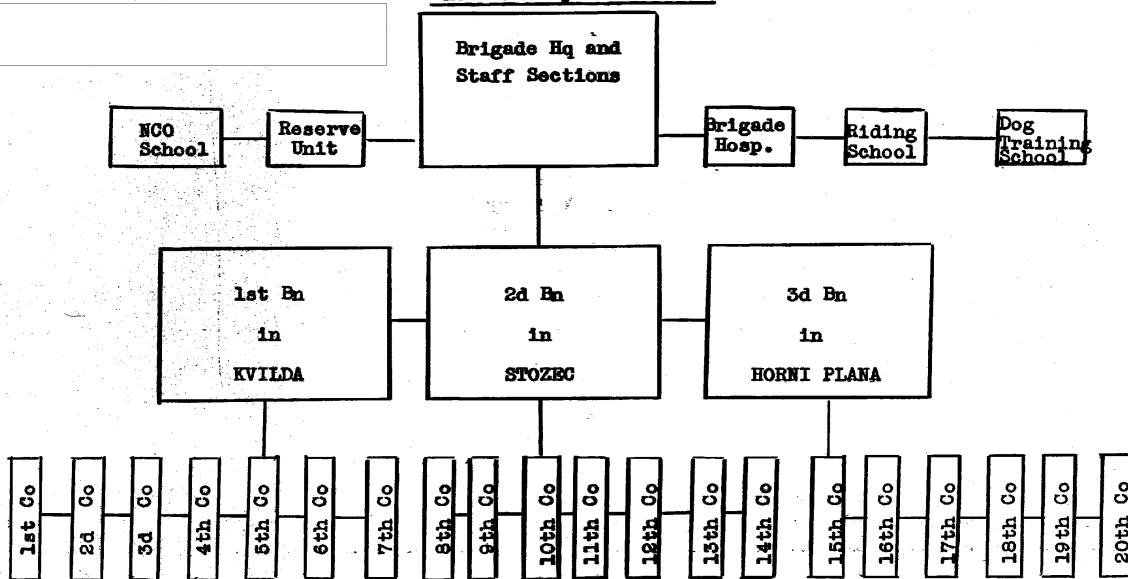 Brigade Hq and
Staff Sections
NCO
School
Reserve
Unit
Brigade
Hosp.
Riding
School
Dog
Training
School
1st Bn
in
KVILDA
2d Bn
in
STOZEC
3d Bn
in
HORNI PLANA
1st Co
2d Co
3d Co
4th Co
5th Co
6th Co
7th Co
8th Co
9th Co
10th Co
11th Co
12th Co
13th Co
14th Co
15th Co
16th Co
17th Co
18th Co
19th Co
20th Co